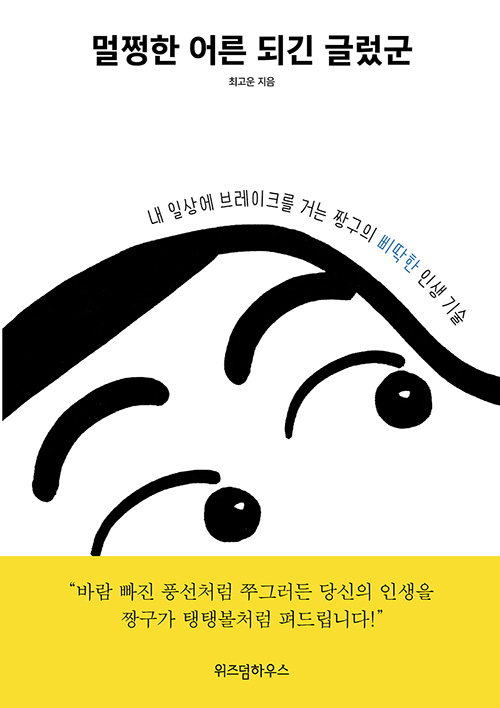 멀쩡한 어른 되긴 글렀군
최고운 지음
내 일상에 브레이크를 거는 짱구의 삐딱한 인생 기술
“바람 빠진 풍선처럼 쭈그러든 당신의 인생을
짱구가 탱탱볼처럼 펴드립니다!”
위즈덤하우스